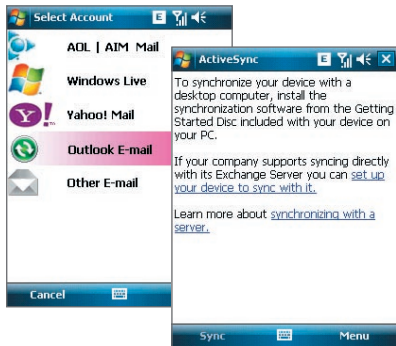 Select Account
E
AOL | AIM Mail
Windows Live
Y!
Yahoo! Mail
Outlook E-mail
Other E-mail
Cancel
ActiveSync
E
To synchronize your device with a
desktop computer, install the
synchronization software from the Getting
Started Disc included with your device on
your PC.
If your company supports syncing directly
with its Exchange Server you can set up
your device to sync with it.
Learn more about synchronizing with a
server.
Sync
Menu